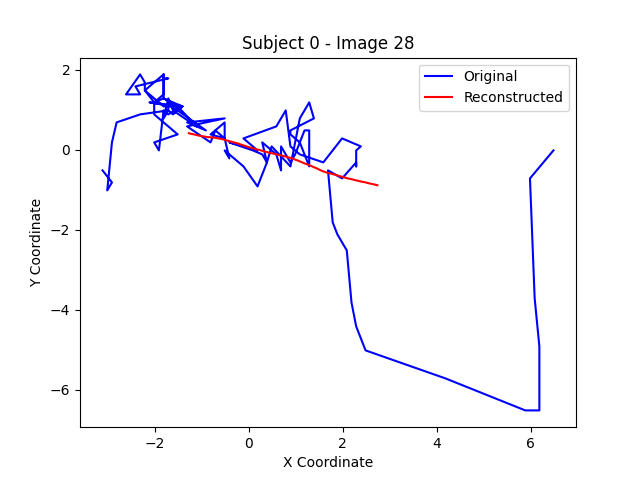 Subject 0 - Image 28
Original
Reconstructed
2
0
−2
−4
−6
Y Coordinate
−2 0 2 4 6
X Coordinate